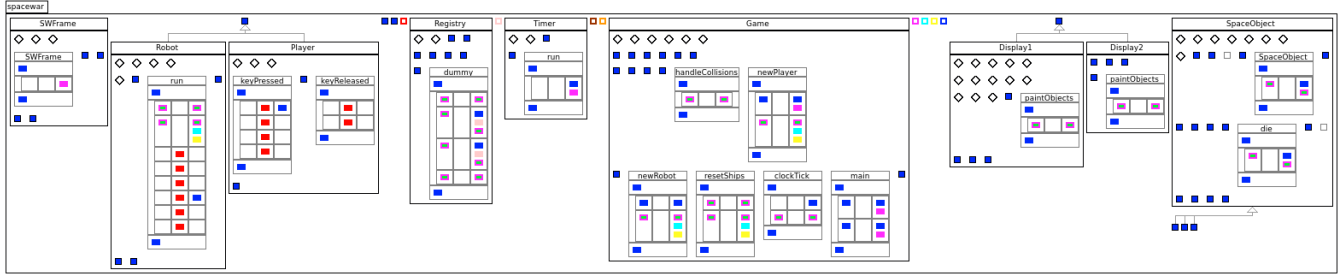 spacewar
SWFrame
Registry
Timer
Game
SpaceObject
Robot
Player
Display1
Display2
SWFrame
run
keyPressed
keyReleased
dummy
run
handleCollisions
newPlayer
paintObjects
paintObjects
SpaceObject
die
newRobot
resetShips
clockTick
main